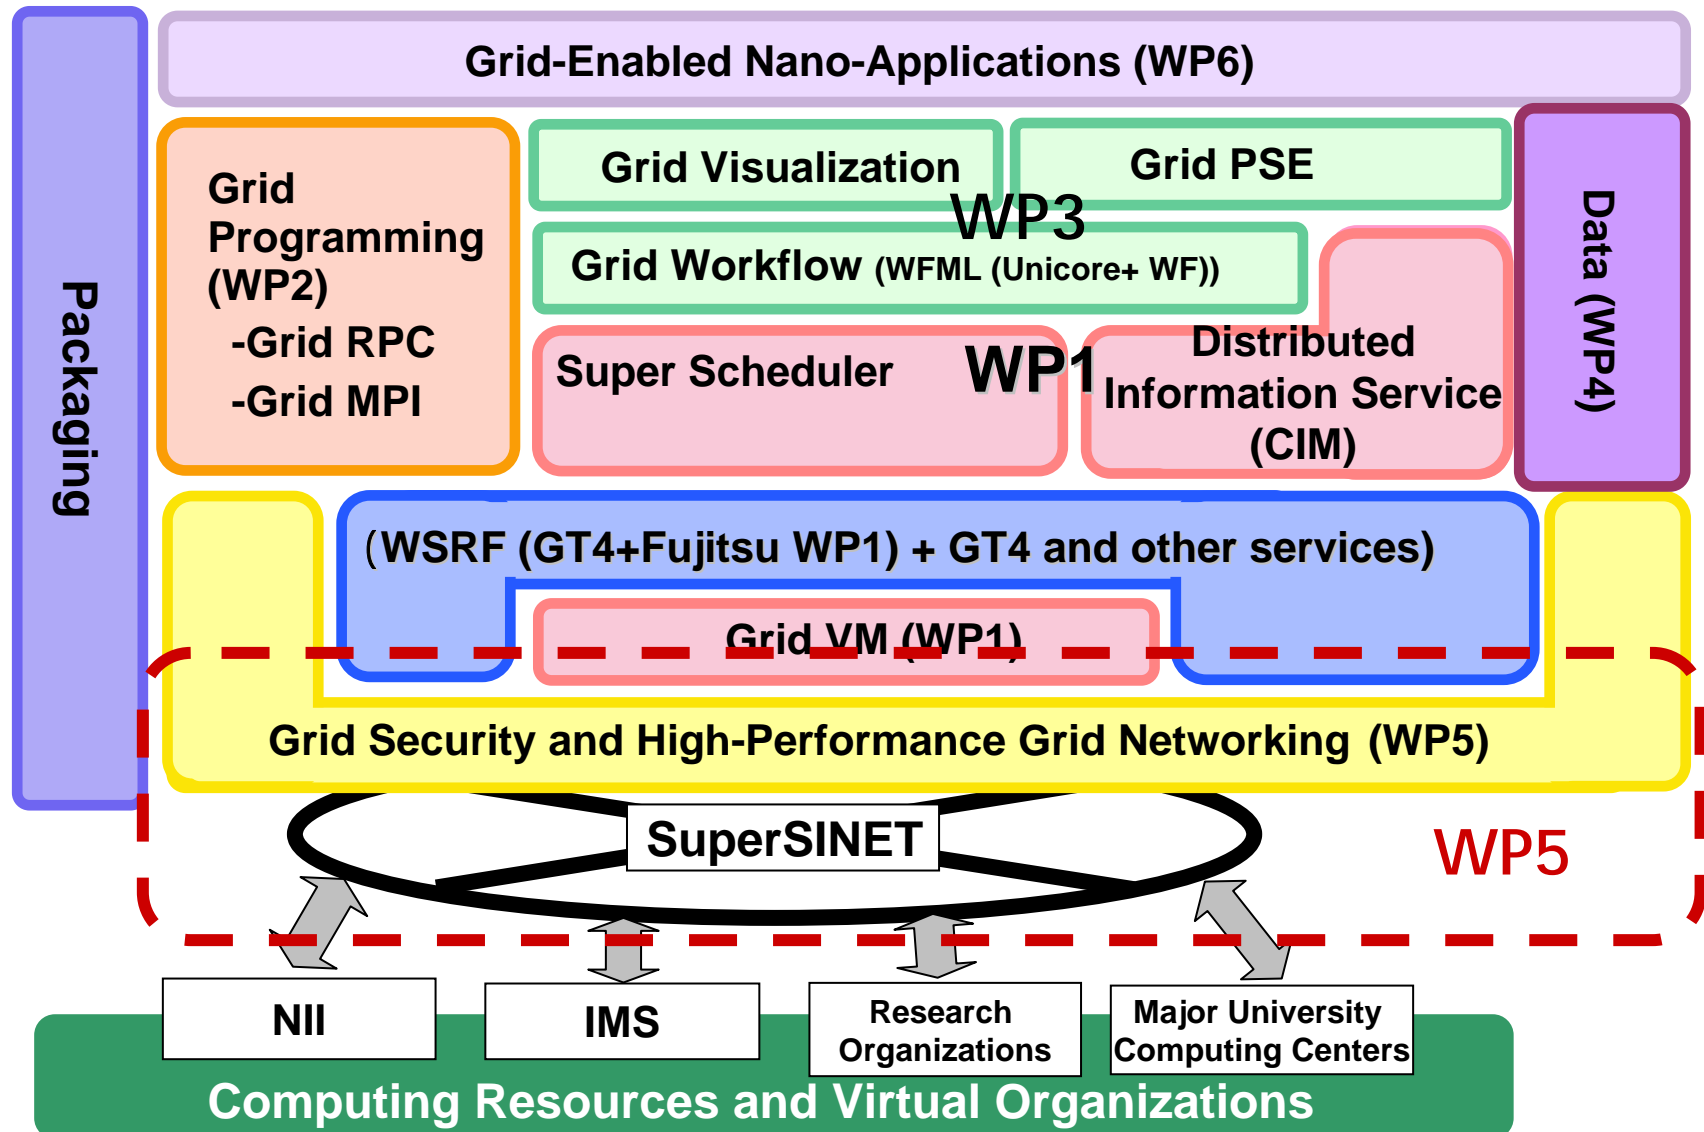 Packaging
Grid-Enabled Nano-Applications (WP6)
Grid
Programming
(WP2)
-Grid RPC
-Grid MPI
Grid Visualization
Grid PSE
WP3
Grid Workflow (WFML (Unicore+ WF))
Super Scheduler
WP1
Distributed
Information Service
(CIM)
Data (WP4)
(WSRF (GT4+Fujitsu WP1) + GT4 and other services)
Grid VM (WP1)
Grid Security and High-Performance Grid Networking (WP5)
SuperSINET
WP5
NII
IMS
Research
Organizations
Major University
Computing Centers
Computing Resources and Virtual Organizations